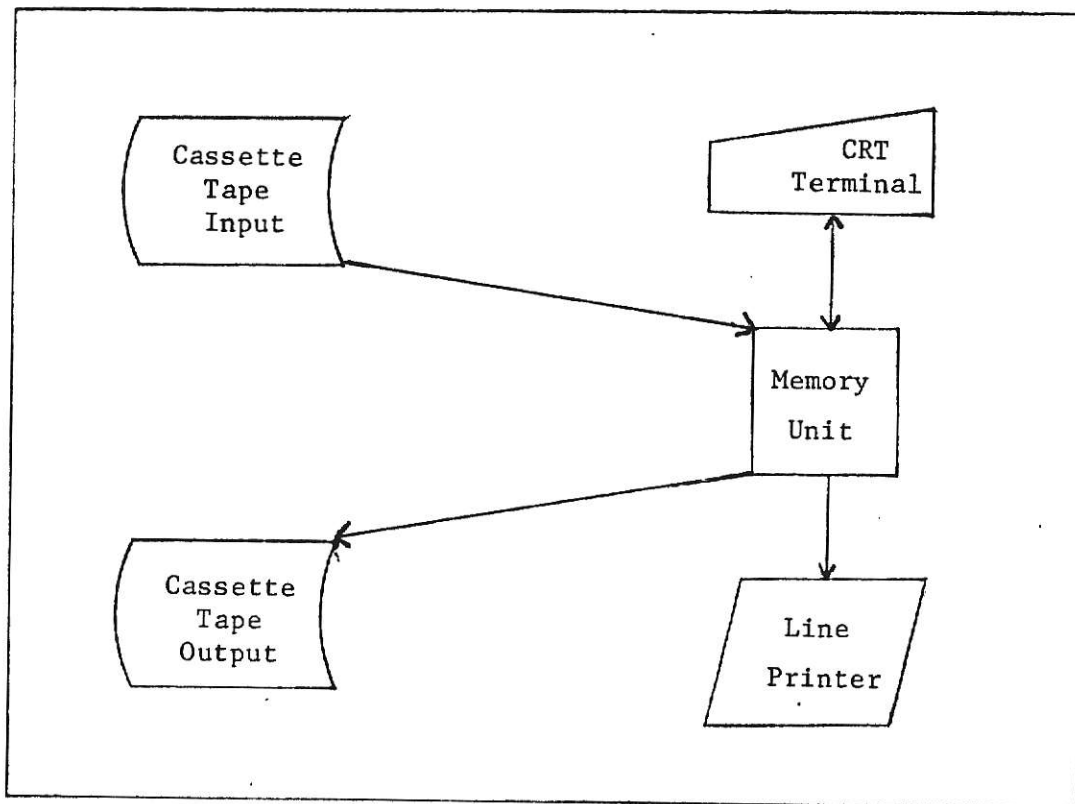 Cassette
Tape
Input
CRT
Terminal
Memory
Unit
Cassette
Tape
Output
Line
Printer